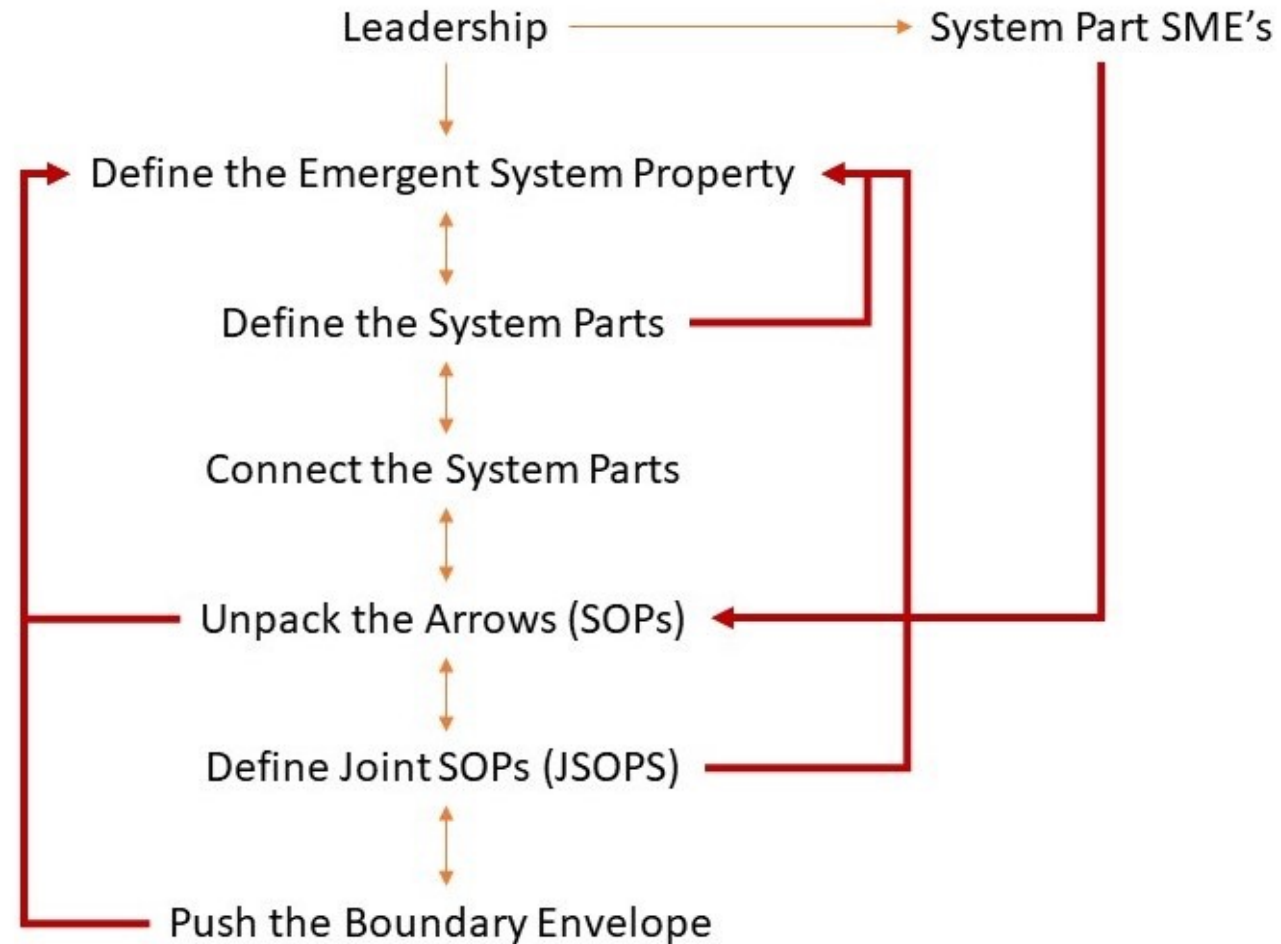 Leadership
System Part SME's
Define the Emergent System Property
Define the System Parts
Connect the System Parts
Unpack the Arrows (SOPs)
Define Joint SOPs (JSOPS)
Push the Boundary Envelope